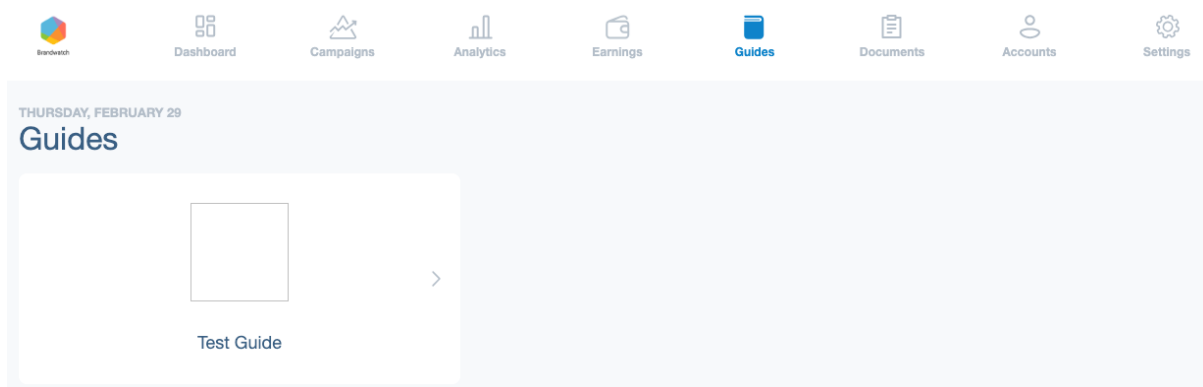 Brandwatch
Dashboard
Campaigns
Analytics
Earnings
Guides
Documents
Accounts
Settings
THURSDAY, FEBRUARY 29
Guides
Test Guide